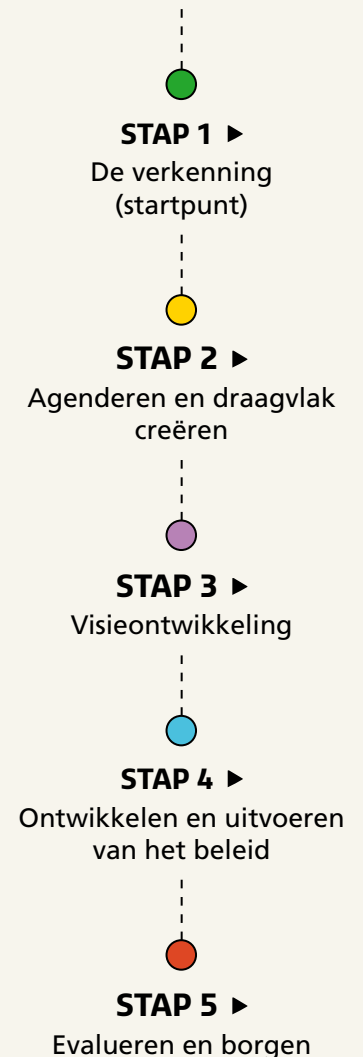 STAP 1 ►
De verkenning
(startpunt)
STAP 2 ►
Agenderen en draagvlak
creëren
STAP 3 ►
Visieontwikkeling
STAP 4 ►
Ontwikkelen en uitvoeren
van het beleid
STAP 5 ►
Evalueren en borgen